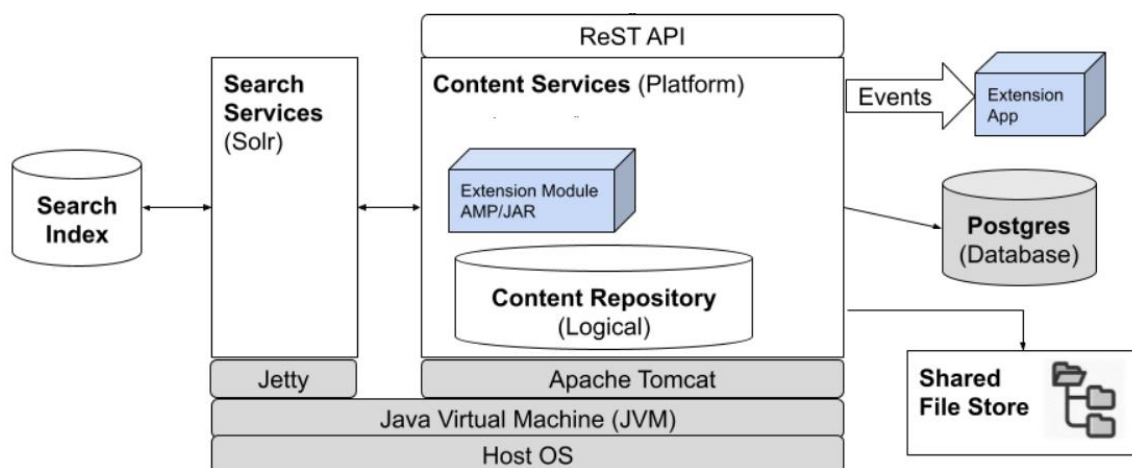 ReST API
Search
Services
(Solr)
Content Services (Platform)
Events
Extension
App
Search
Index
Extension Module
AMP/JAR
Postgres
(Database)
Content Repository
(Logical)
Shared
File Store
Jetty
Apache Tomcat
Java Virtual Machine (JVM)
Host OS